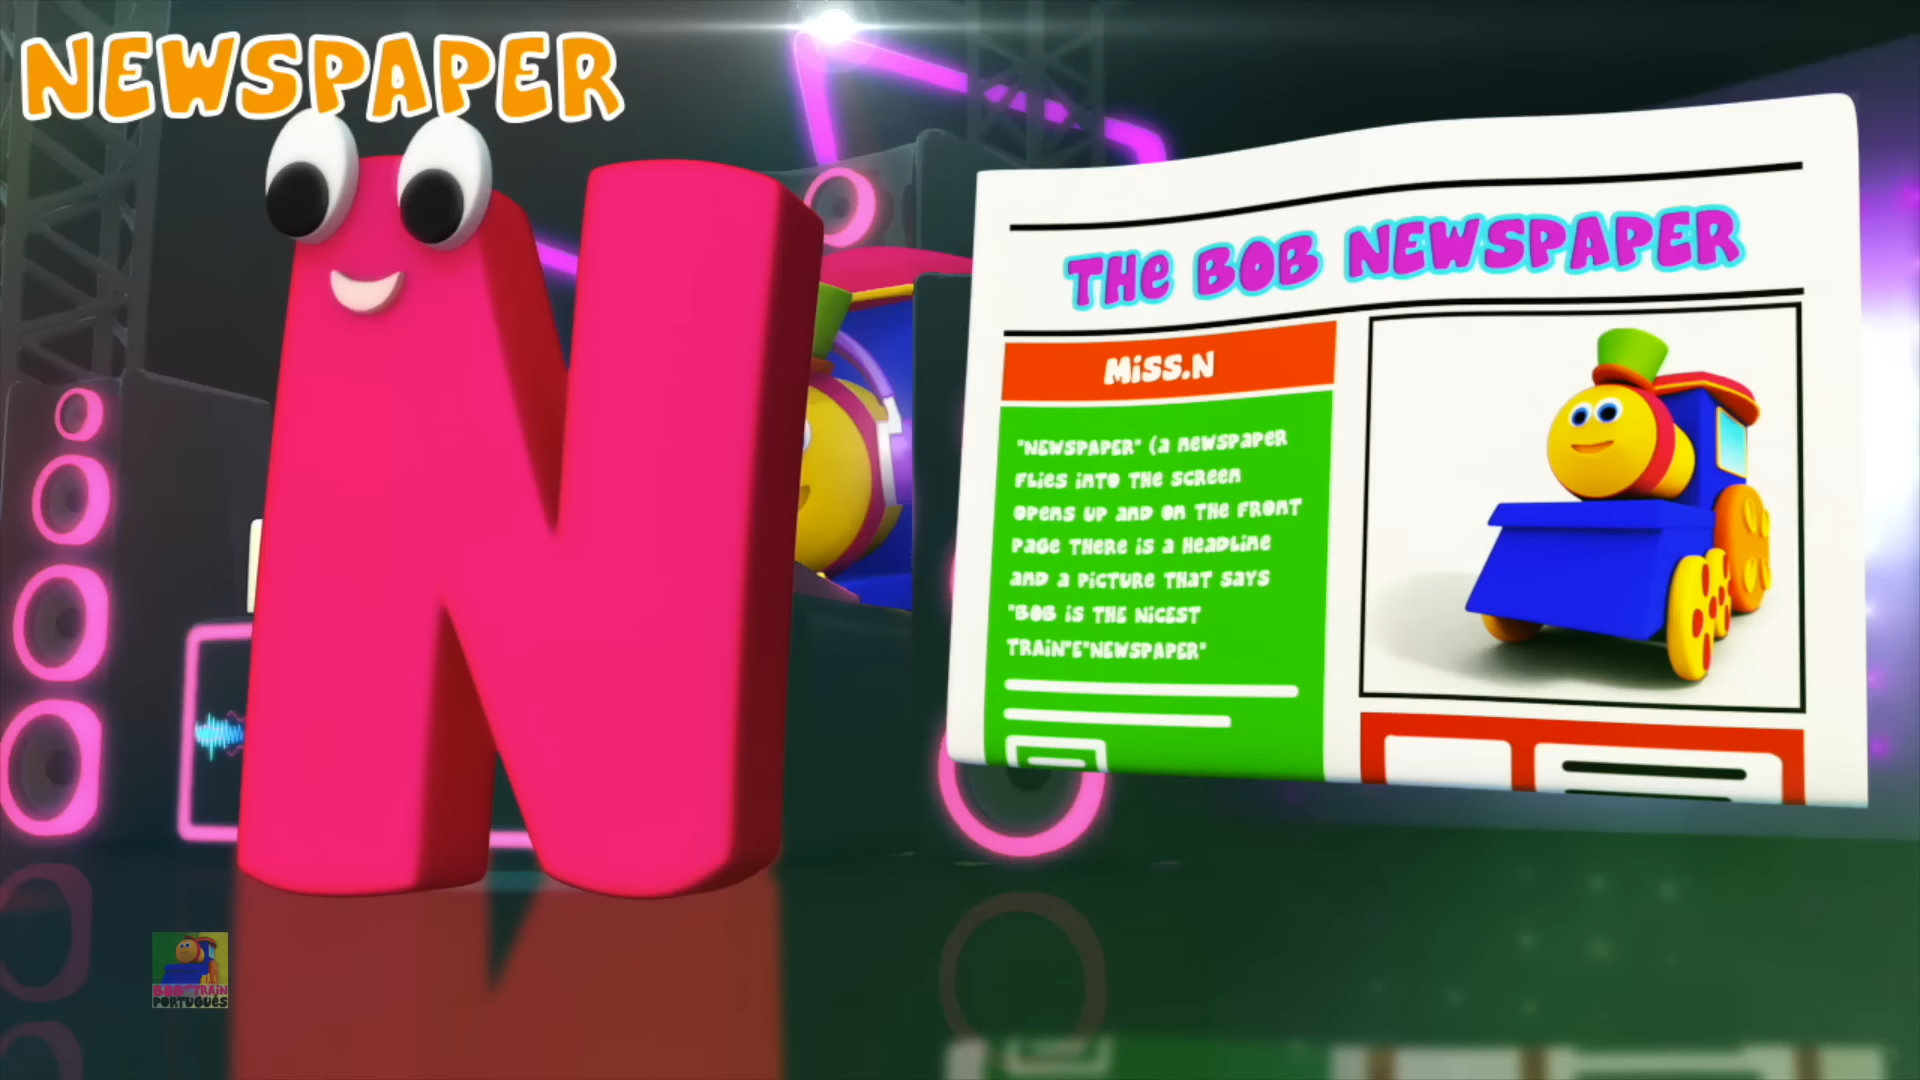 NEWSPAPER
THE BOB NEWSPAPER
MISS.N
"NEWSPAPER" (a newspaper
flies into the screen
opens up and on the front
page there is a headline
and a picture that says
"BOB IS THE NICEST
TRAIN"E"NEWSPAPER"
BOB THE TRAIN
PORTUGUÊS